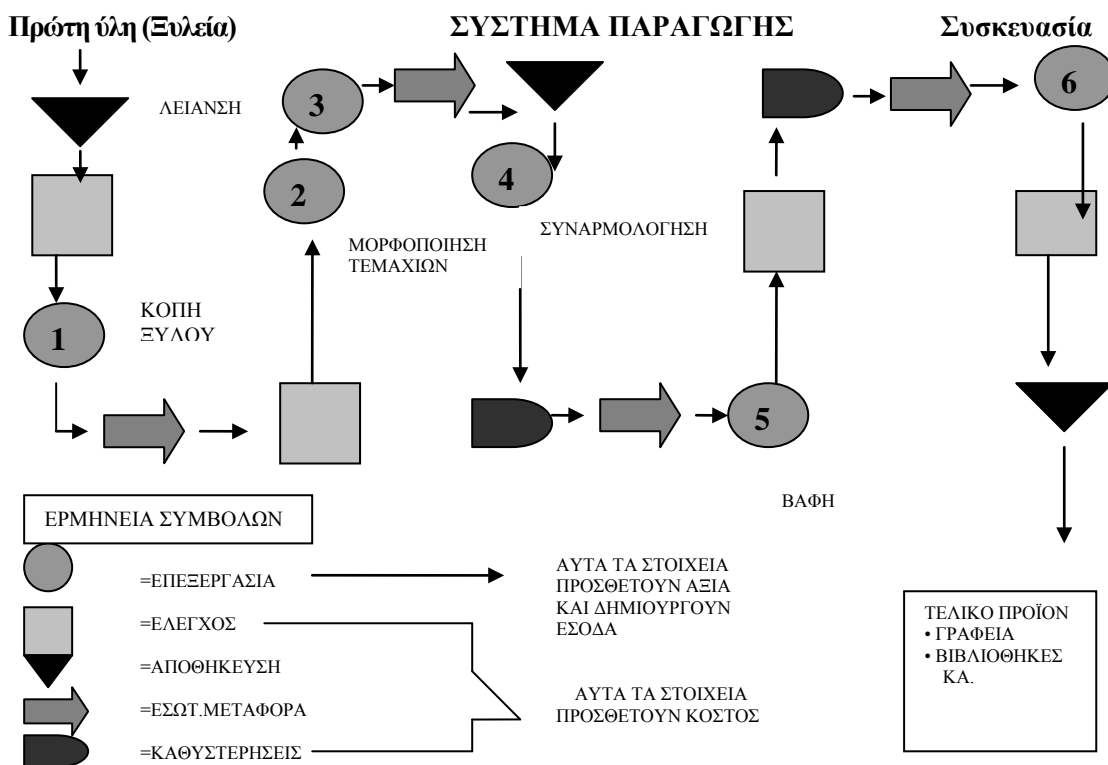 Πρώτη ύλη (Ξυλεία)
ΣΥΣΤΗΜΑ ΠΑΡΑΓΩΓΗΣ
Συσκευασία
ΛΕΙΑΝΣΗ
3
6
2
4
ΜΟΡΦΟΠΟΙΗΣΗ
ΤΕΜΑΧΙΩΝ
ΣΥΝΑΡΜΟΛΟΓΗΣΗ
1
ΚΟΠΗ
ΞΥΛΟΥ
5
ΒΑΦΗ
ΕΡΜΗΝΕΙΑ ΣΥΜΒΟΛΩΝ
=ΕΠΕΞΕΡΓΑΣΙΑ
=ΕΛΕΓΧΟΣ
=ΑΠΟΘΗΚΕΥΣΗ
=ΕΣΩΤ.ΜΕΤΑΦΟΡΑ
=ΚΑΘΥΣΤΕΡΗΣΕΙΣ
ΑΥΤΑ ΤΑ ΣΤΟΙΧΕΙΑ
ΠΡΟΣΘΕΤΟΥΝ ΑΞΙΑ
ΚΑΙ ΔΗΜΙΟΥΡΓΟΥΝ
ΕΣΟΔΑ
ΑΥΤΑ ΤΑ ΣΤΟΙΧΕΙΑ
ΠΡΟΣΘΕΤΟΥΝ ΚΟΣΤΟΣ
ΤΕΛΙΚΟ ΠΡΟΪΟΝ
• ΓΡΑΦΕΙΑ
• ΒΙΒΛΙΟΘΗΚΕΣ
ΚΑ.